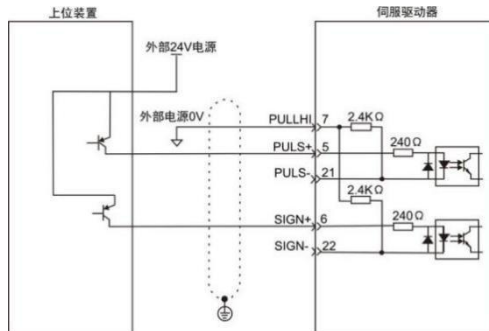 上位装置
伺服驱动器
外部24V电源
外部电源0V
PULLHI 7
2.4KΩ
PULS+ 5
240Ω
PULS- 21
2.4KΩ
SIGN+ 6
240Ω
SIGN- 22